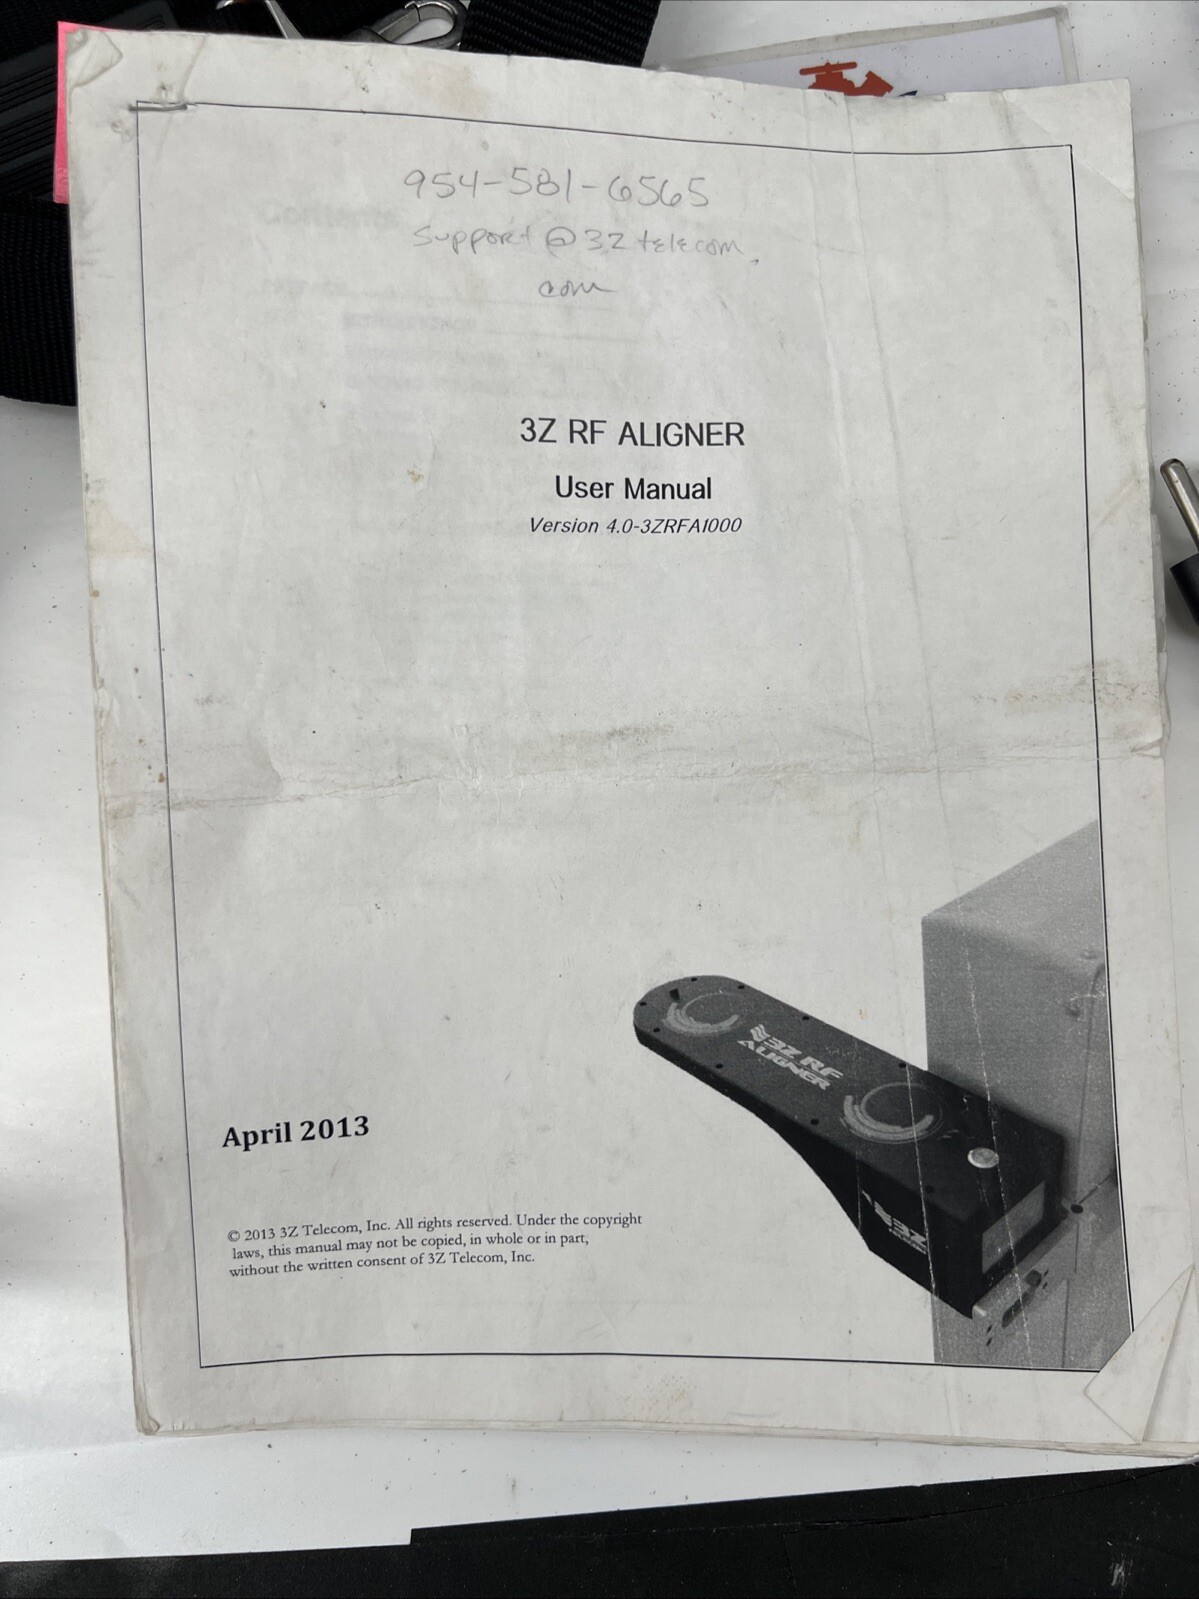 954-581-6565
support@3Ztelecom.
com
3Z RF ALIGNER
User Manual
Version 4.0-3ZRFA1000
3Z RF
ALIGNER
3Z
April 2013
© 2013 3Z Telecom, Inc. All rights reserved. Under the copyright
laws, this manual may not be copied, in whole or in part,
without the written consent of 3Z Telecom, Inc.